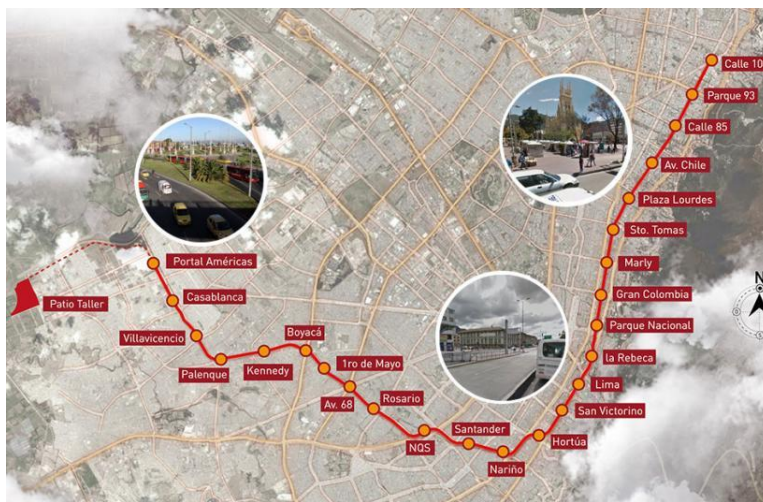 Calle 10
Parque 93
Calle 85
Av. Chile
Plaza Lourdes
Sto. Tomas
Marly
Gran Colombia
Parque Nacional
la Rebeca
Lima
San Victorino
Hortúa
Nariño
Santander
NQS
Rosario
Av. 68
1ro de Mayo
Boyacá
Kennedy
Palenque
Villavicencio
Casablanca
Portal Américas
Patio Taller
N